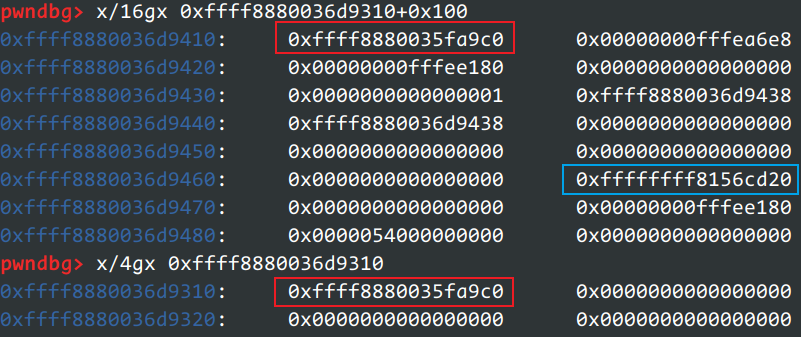 pwndbg> x/16gx 0xffff8880036d9310+0x100
0xffff8880036d9410: 0xffff8880035fa9c0 0x00000000fffea6e8
0xffff8880036d9420: 0x00000000fffee180 0x0000000000000000
0xffff8880036d9430: 0x0000000000000001 0xffff8880036d9438
0xffff8880036d9440: 0xffff8880036d9438 0x0000000000000000
0xffff8880036d9450: 0x0000000000000000 0x0000000000000000
0xffff8880036d9460: 0x0000000000000000 0xffffffff8156cd20
0xffff8880036d9470: 0x0000000000000000 0x00000000fffee180
0xffff8880036d9480: 0x0000054000000000 0x0000000000000000
pwndbg> x/4gx 0xffff8880036d9310
0xffff8880036d9310: 0xffff8880035fa9c0 0x0000000000000000
0xffff8880036d9320: 0x0000000000000000 0x0000000000000000